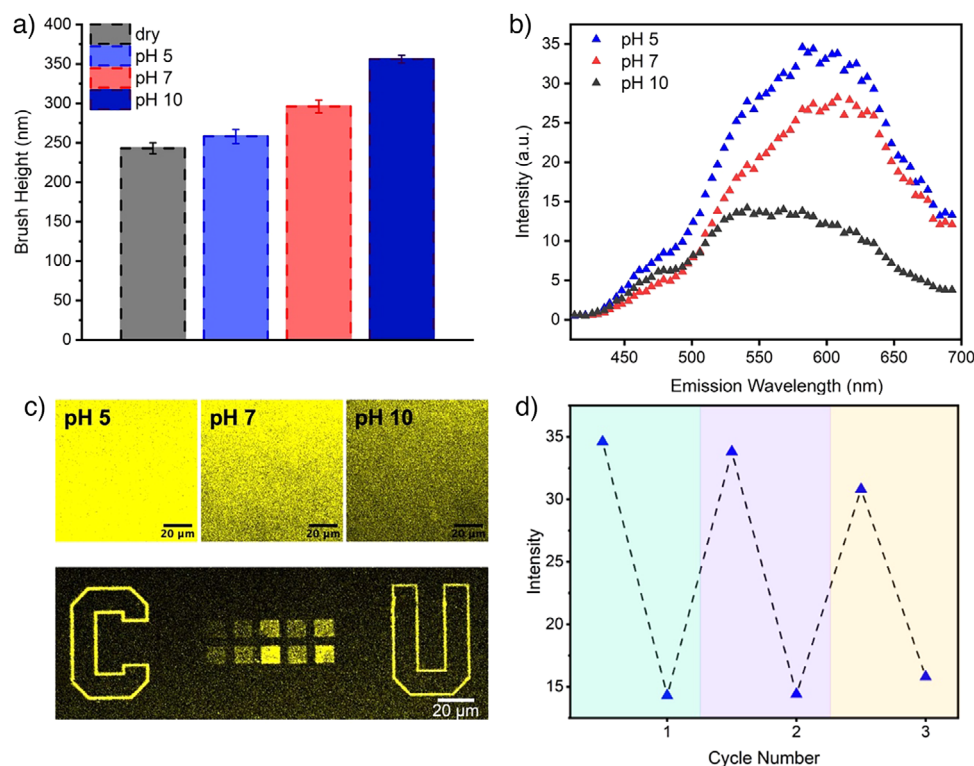 a)
400
350
300
250
200
150
100
50
0
Brush Height (nm)
dry
pH 5
pH 7
pH 10
b)
35
30
25
20
15
10
5
0
Intensity (a.u.)
pH 5
pH 7
pH 10
450 500 550 600 650 700
Emission Wavelength (nm)
c)
pH 5 pH 7 pH 10
20 µm 20 µm 20 µm
C U
20 µm
d)
35
30
25
20
15
Intensity
1 2 3
Cycle Number